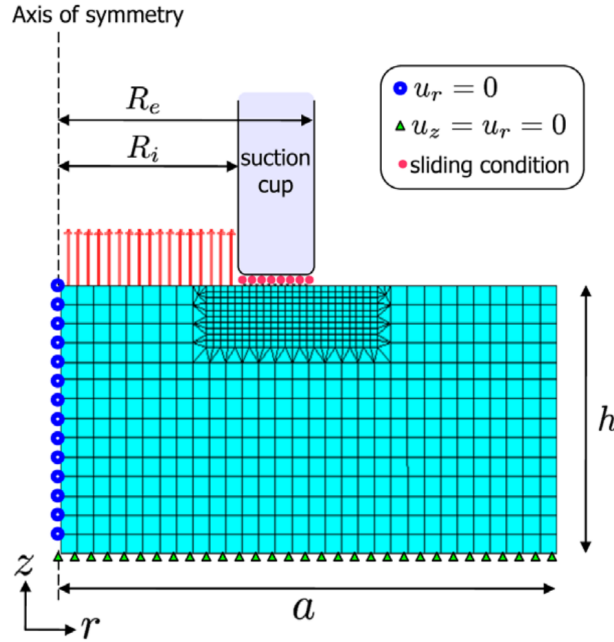 Axis of symmetry
R_e
R_i
suction
cup
u_r = 0
u_z = u_r = 0
sliding condition
h
z
r
a